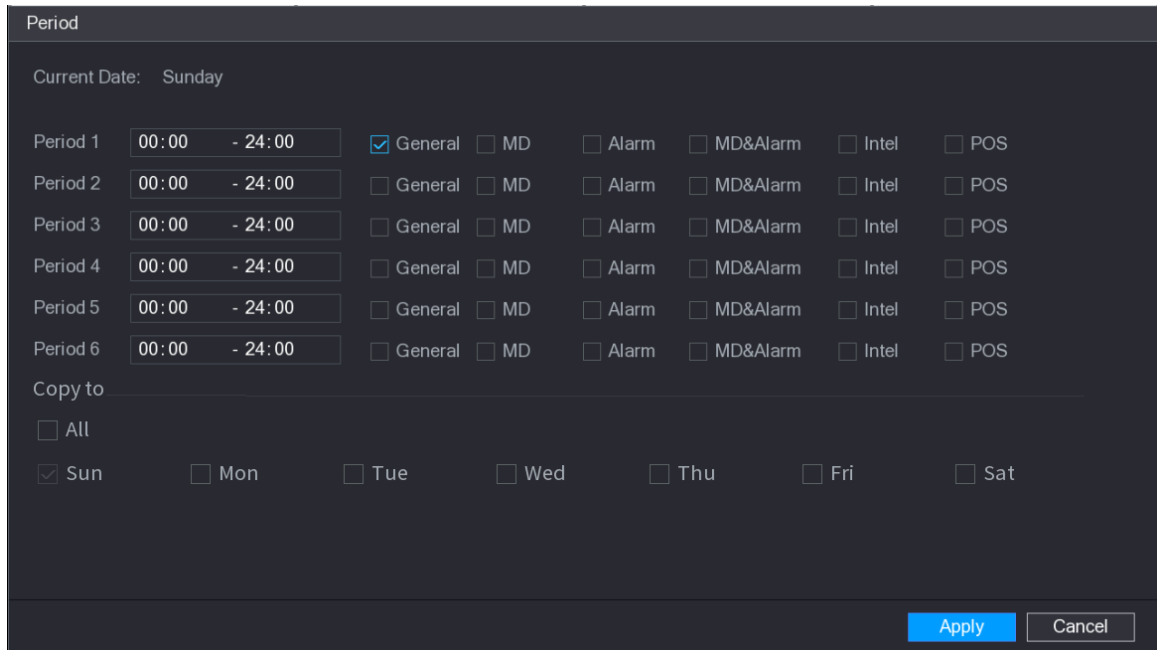 Period
Current Date: Sunday
Period 1 00:00 - 24:00 General MD Alarm MD&Alarm Intel POS
Period 2 00:00 - 24:00 General MD Alarm MD&Alarm Intel POS
Period 3 00:00 - 24:00 General MD Alarm MD&Alarm Intel POS
Period 4 00:00 - 24:00 General MD Alarm MD&Alarm Intel POS
Period 5 00:00 - 24:00 General MD Alarm MD&Alarm Intel POS
Period 6 00:00 - 24:00 General MD Alarm MD&Alarm Intel POS
Copy to
All
Sun Mon Tue Wed Thu Fri Sat
Apply Cancel